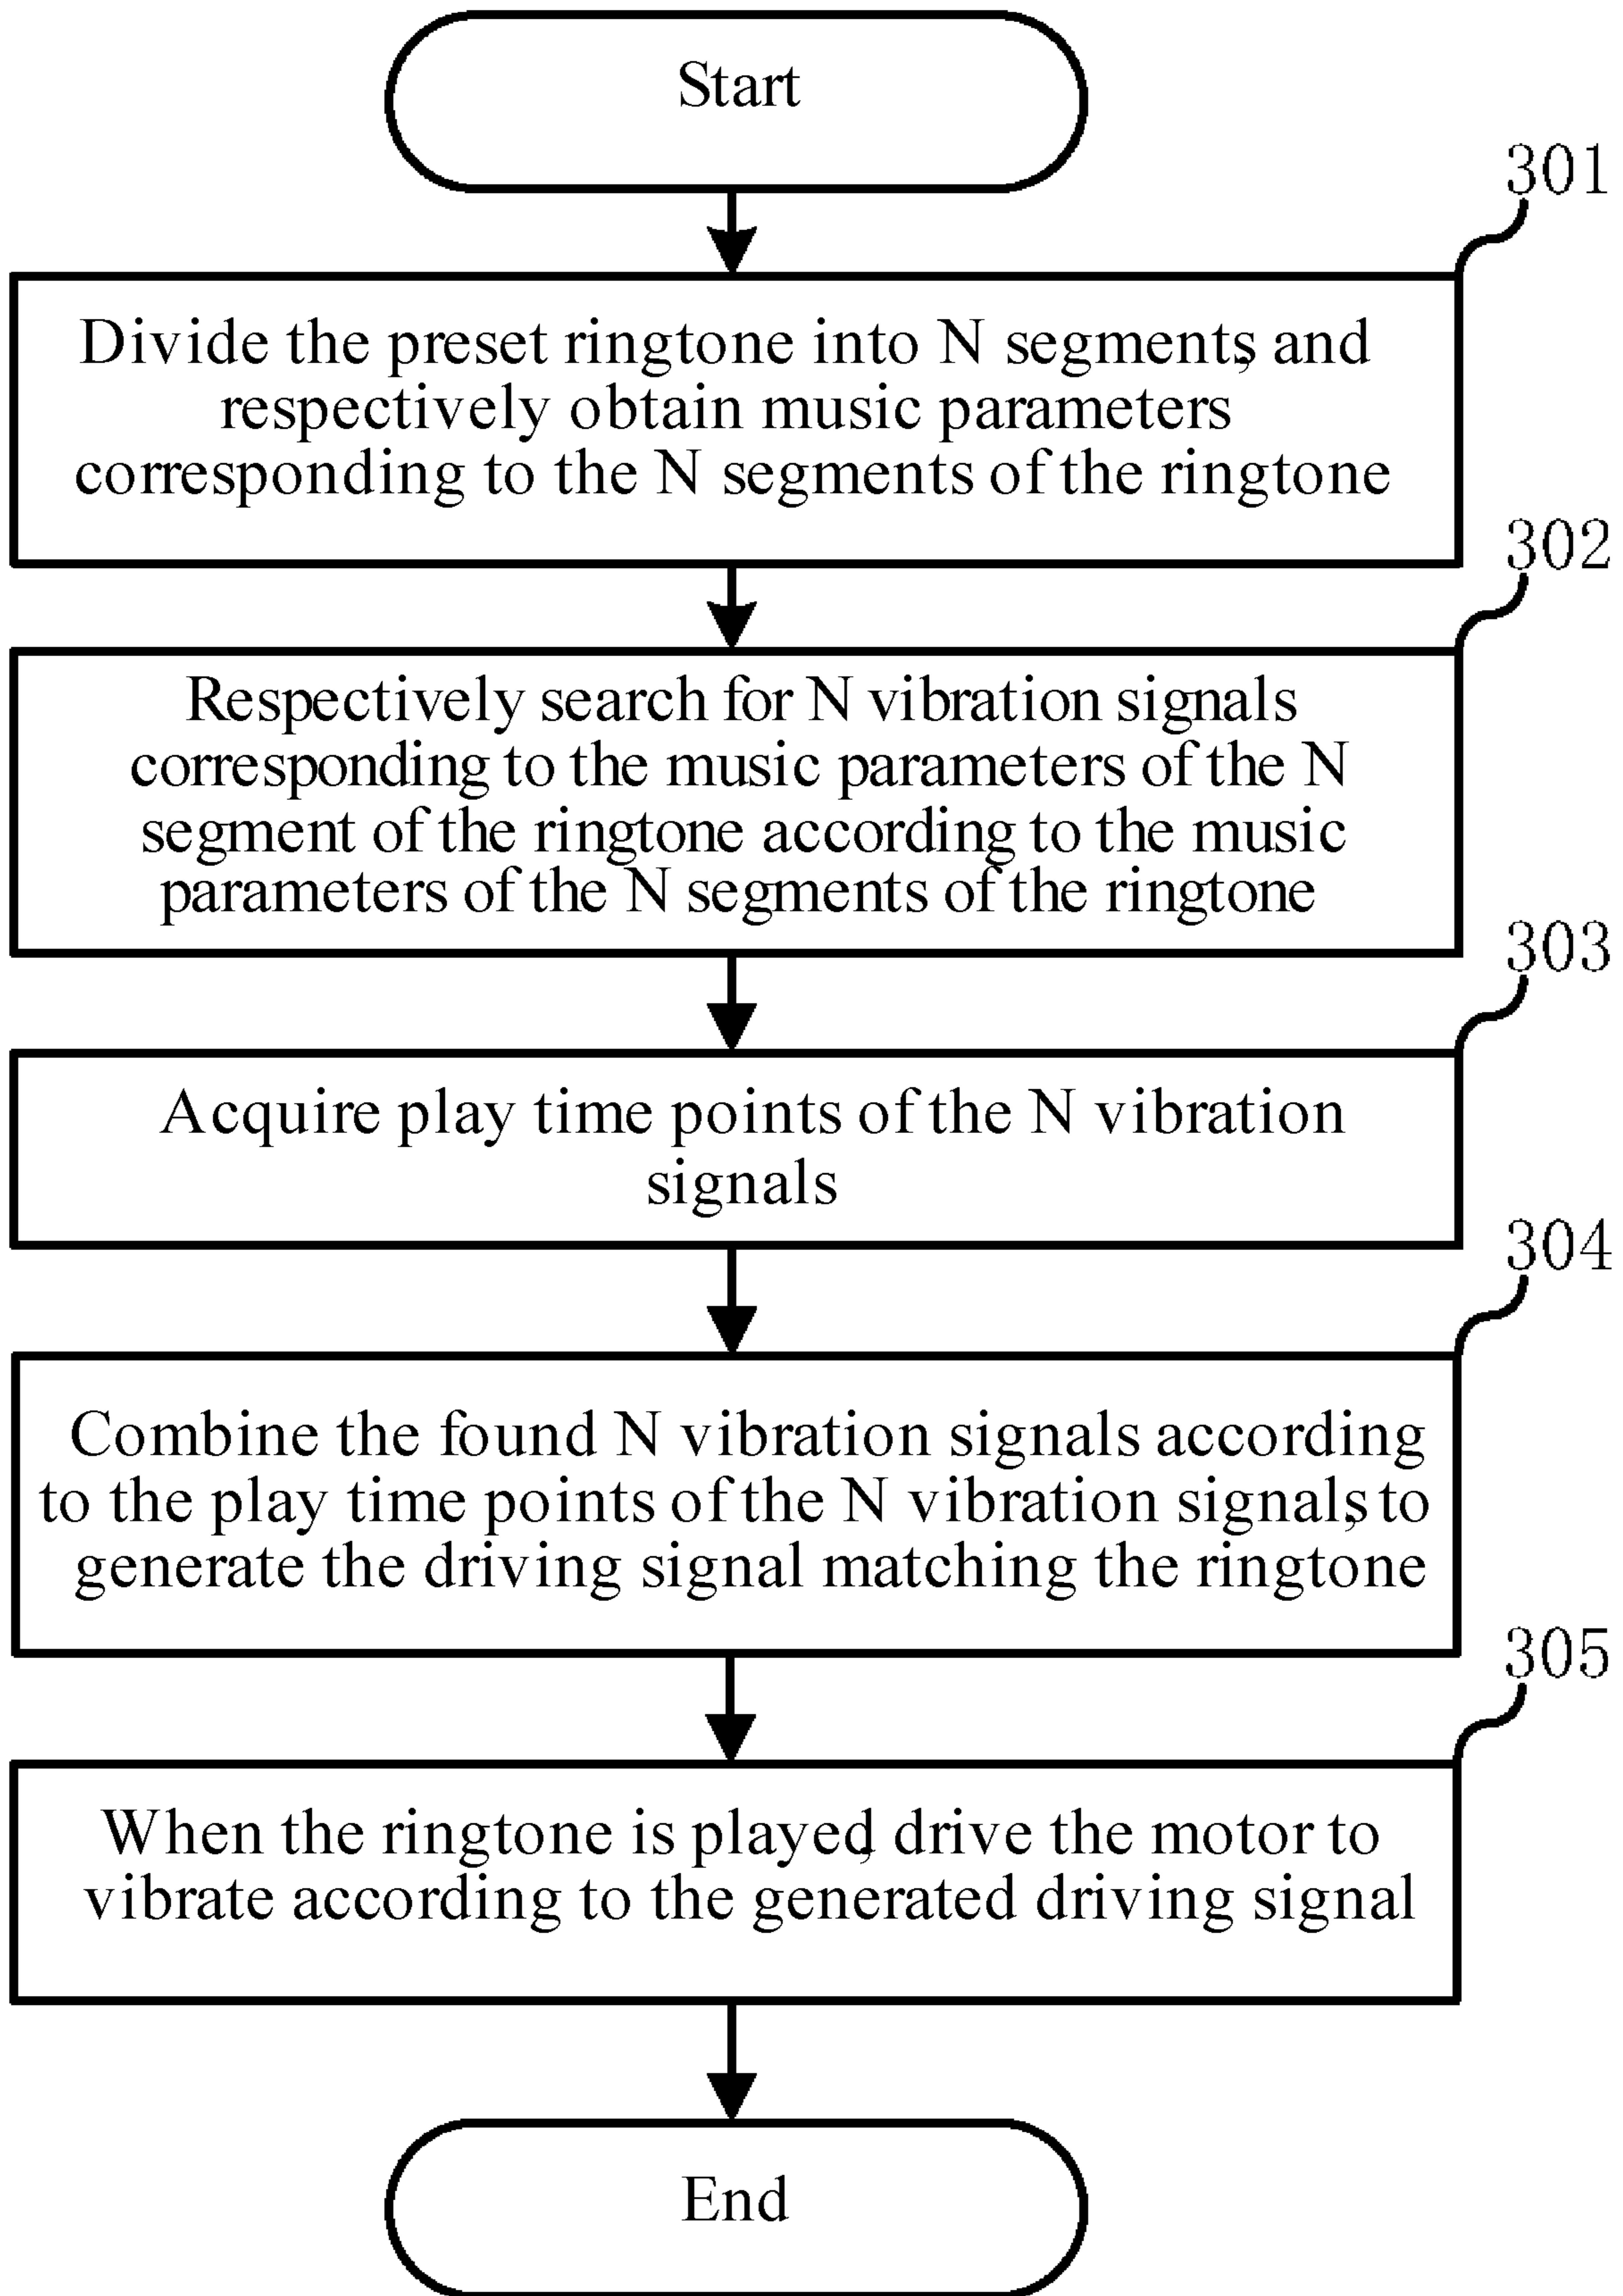 Start
301
Divide the preset ringtone into N segments, and
respectively obtain music parameters
corresponding to the N segments of the ringtone
302
Respectively search for N vibration signals
corresponding to the music parameters of the N
segment of the ringtone according to the music
parameters of the N segments of the ringtone
303
Acquire play time points of the N vibration
signals
304
Combine the found N vibration signals according
to the play time points of the N vibration signals, to
generate the driving signal matching the ringtone
305
When the ringtone is played, drive the motor to
vibrate according to the generated driving signal
End